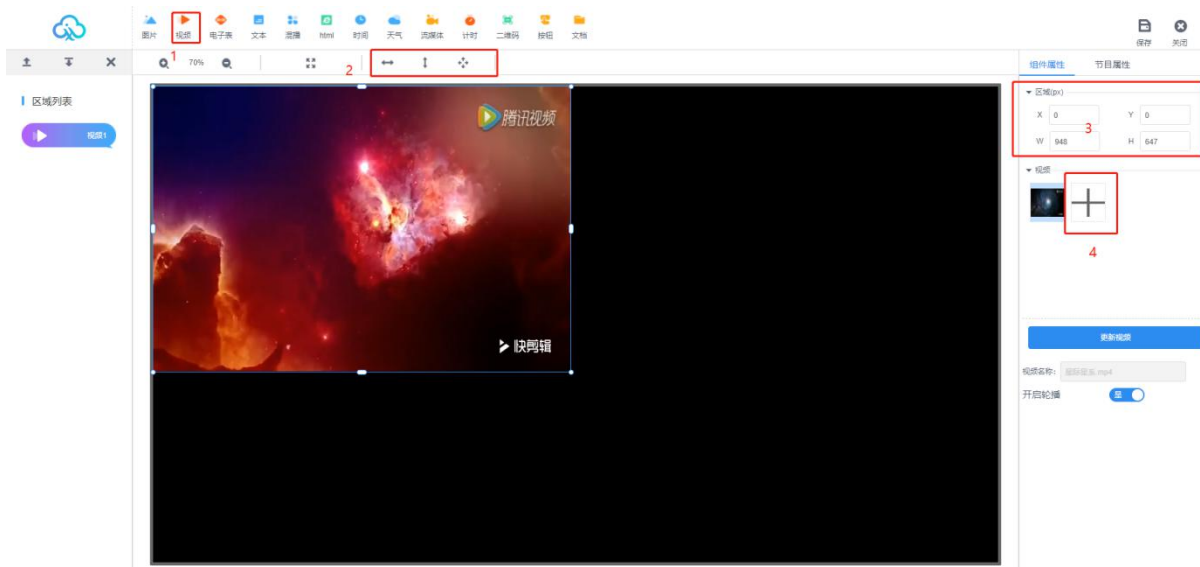 图片 视频 电子表 文本 混播 html 时间 天气 流媒体 计时 二维码 按钮 文档
保存 关闭
1
70%
2
组件属性 节目属性
区域列表
视频1
区域(px)
X 0 Y 0
3
W 948 H 647
视频
4
腾讯视频
快剪辑
更新视频
视频名称: .mp4
开启轮播 是